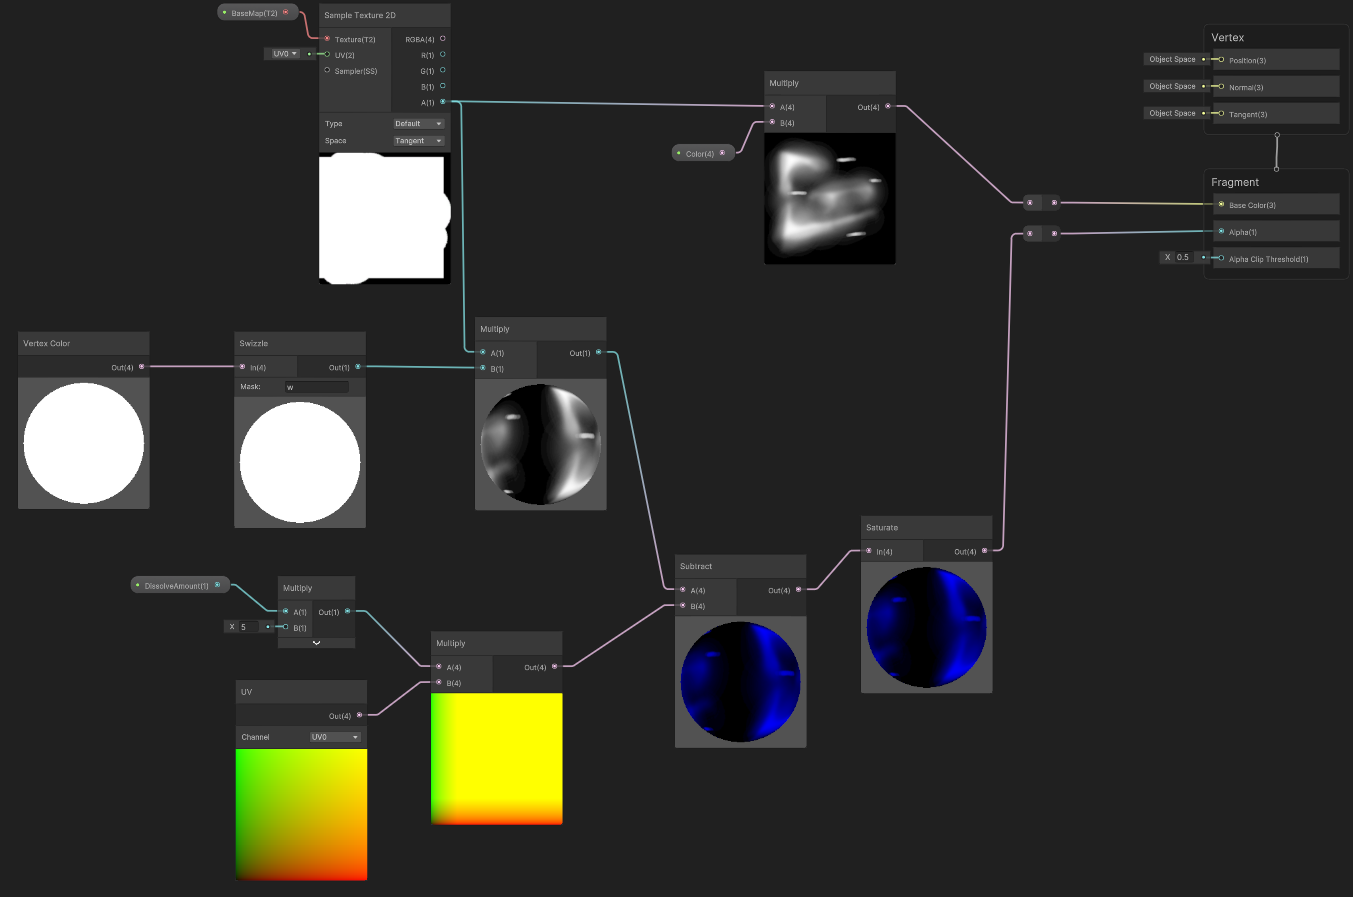 BaseMap(T2)
Sample Texture 2D
Texture(T2)
RGBA(4)
UV0
UV(2)
R(1)
Sampler(SS)
G(1)
B(1)
A(1)
Type
Default
Space
Tangent
Multiply
A(4)
Out(4)
B(4)
Color(4)
Vertex
Object Space
Position(3)
Object Space
Normal(3)
Object Space
Tangent(3)
Fragment
Base Color(3)
Alpha(1)
X 0.5
Alpha Clip Threshold(1)
Vertex Color
Out(4)
Swizzle
In(4)
Out(1)
Mask:
w
Multiply
A(1)
Out(1)
B(1)
DissolveAmount(1)
Multiply
A(1)
Out(1)
X 5
B(1)
UV
Out(4)
Channel
UV0
Multiply
A(4)
Out(4)
B(4)
Subtract
A(4)
Out(4)
B(4)
Saturate
In(4)
Out(4)